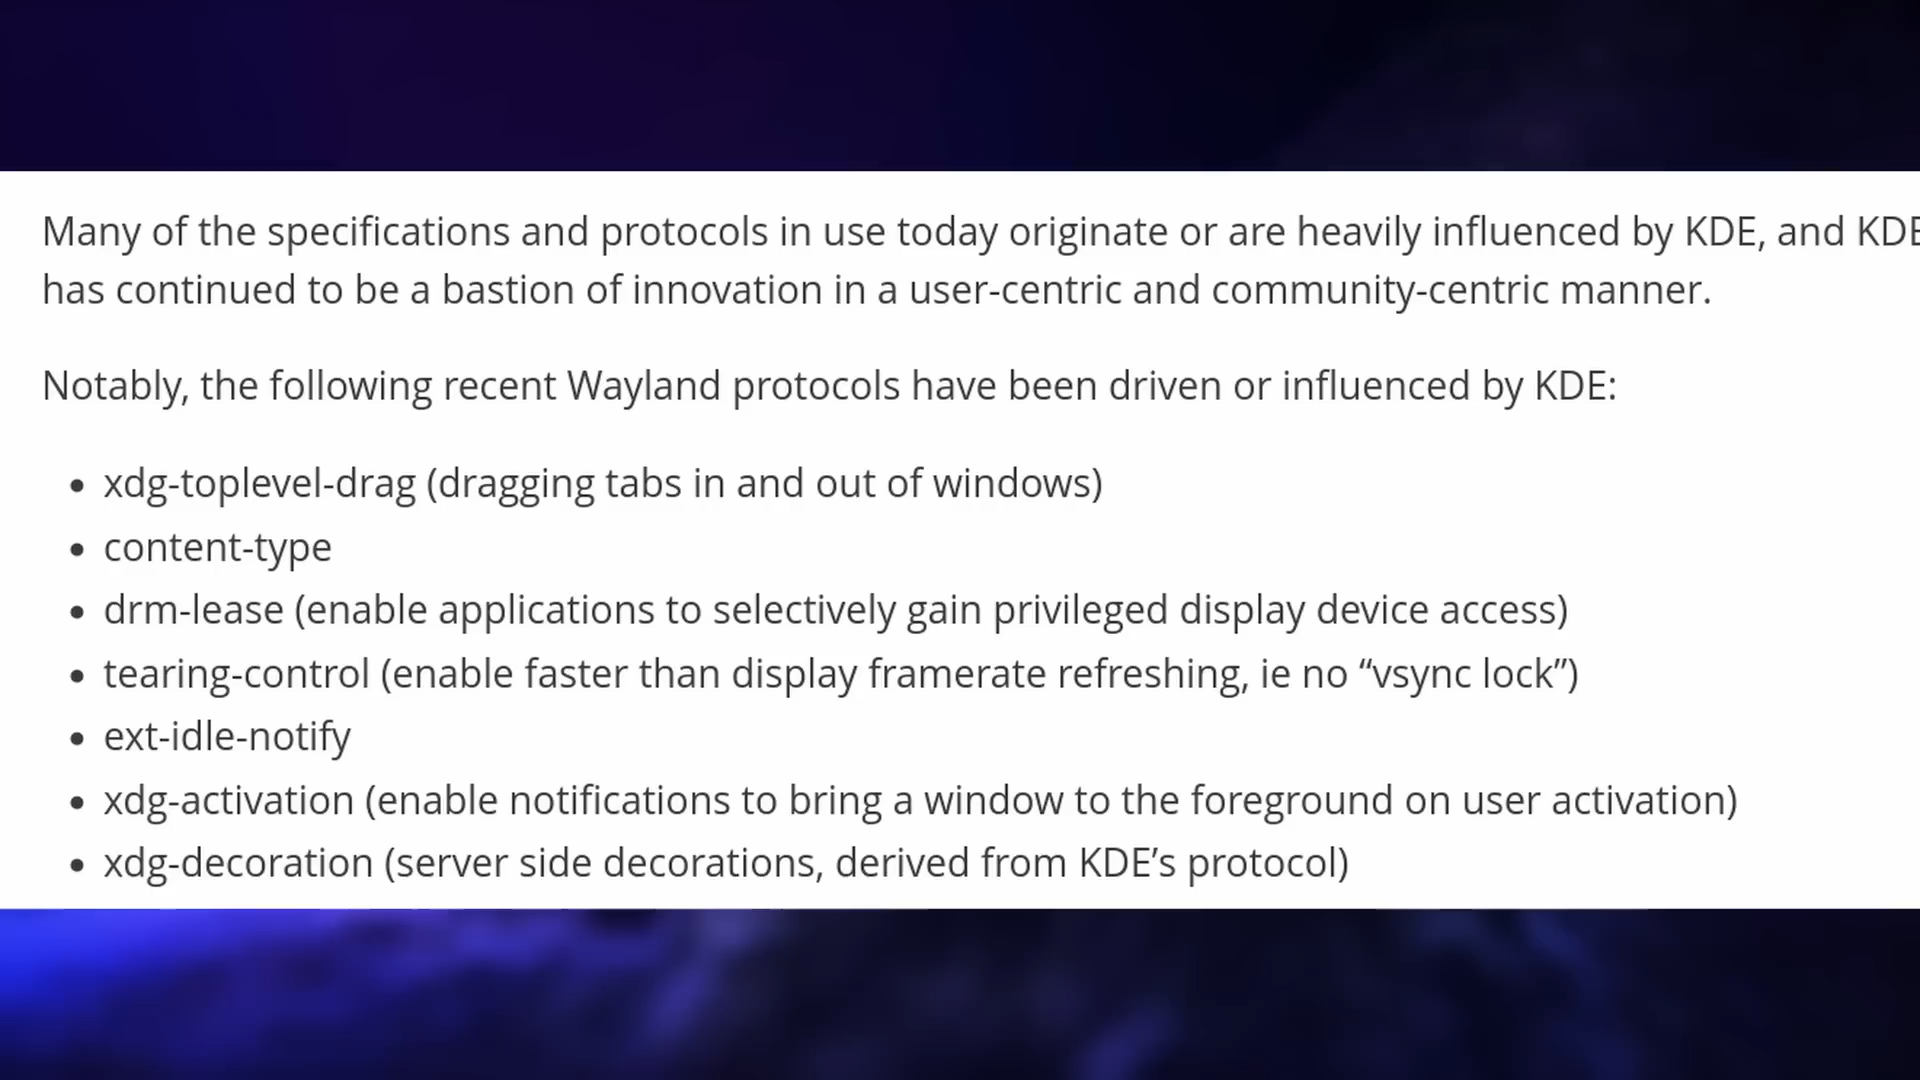 Many of the specifications and protocols in use today originate or are heavily influenced by KDE, and KDE
has continued to be a bastion of innovation in a user-centric and community-centric manner.
Notably, the following recent Wayland protocols have been driven or influenced by KDE:
• xdg-toplevel-drag (dragging tabs in and out of windows)
• content-type
• drm-lease (enable applications to selectively gain privileged display device access)
• tearing-control (enable faster than display framerate refreshing, ie no “vsync lock”)
• ext-idle-notify
• xdg-activation (enable notifications to bring a window to the foreground on user activation)
• xdg-decoration (server side decorations, derived from KDE’s protocol)